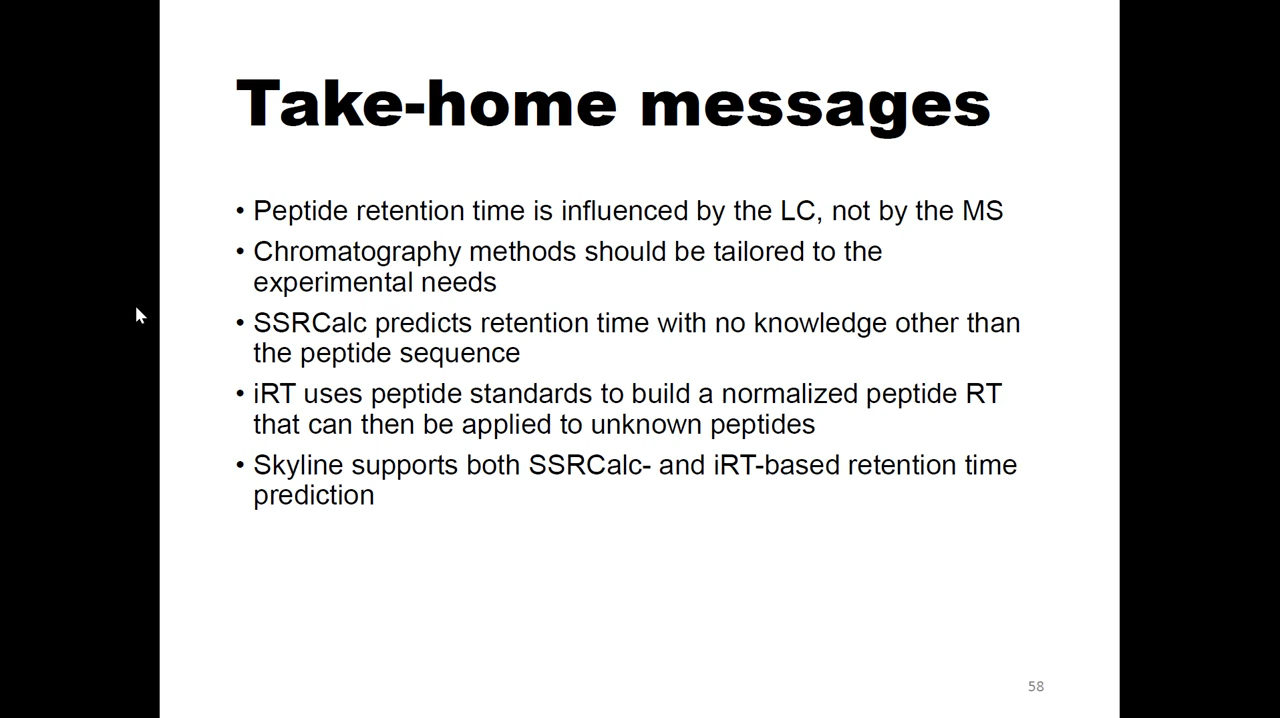 Take-home messages
• Peptide retention time is influenced by the LC, not by the MS
• Chromatography methods should be tailored to the
experimental needs
• SSRCalc predicts retention time with no knowledge other than
the peptide sequence
• iRT uses peptide standards to build a normalized peptide RT
that can then be applied to unknown peptides
• Skyline supports both SSRCalc- and iRT-based retention time
prediction
58